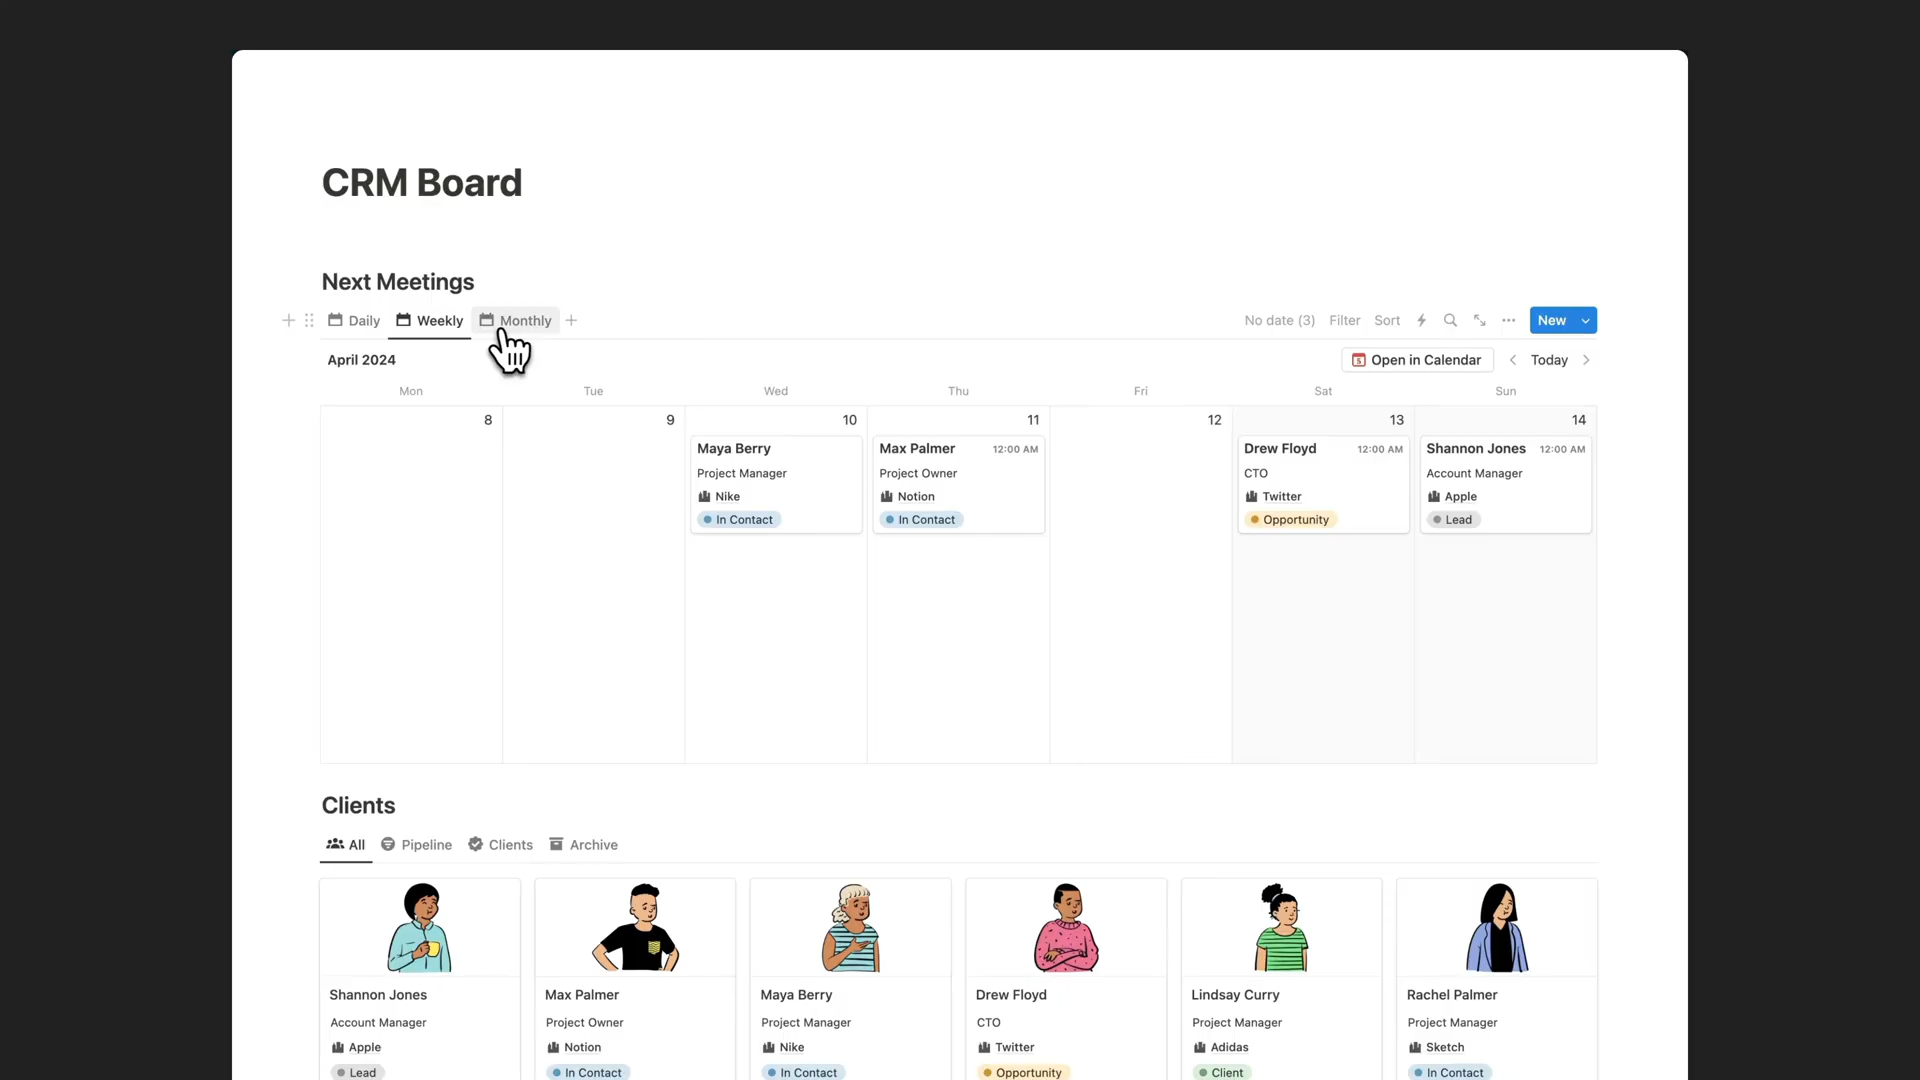 CRM Board
Next Meetings
Daily Weekly Monthly No date (3) Filter Sort New
April 2024 Open in Calendar Today
Mon Tue Wed Thu Fri Sat Sun
8 9 10 11 12 13 14
Maya Berry Max Palmer 12:00 AM Drew Floyd 12:00 AM Shannon Jones 12:00 AM
Project Manager Project Owner CTO Account Manager
Nike Notion Twitter Apple
In Contact In Contact Opportunity Lead
Clients
All Pipeline Clients Archive
Shannon Jones Max Palmer Maya Berry Drew Floyd Lindsay Curry Rachel Palmer
Account Manager Project Owner Project Manager CTO Project Manager Project Manager
Apple Notion Nike Twitter Adidas Sketch
Lead In Contact In Contact Opportunity Client In Contact